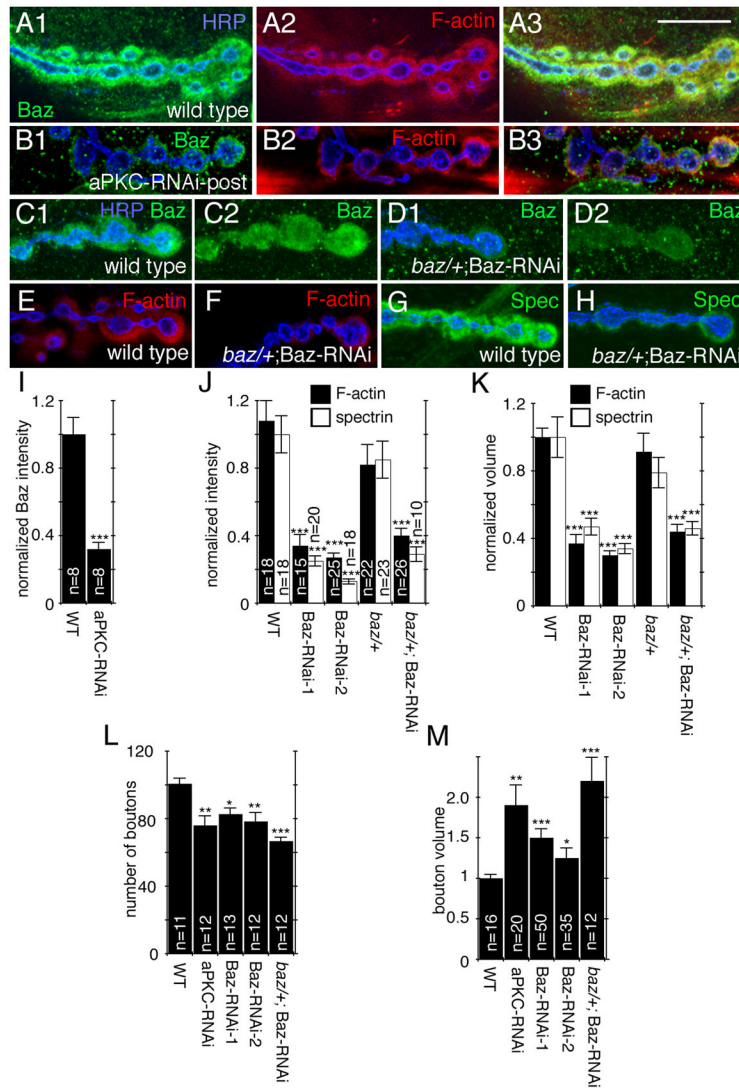 A1 HRP A2 F-actin A3
Baz wild type
B1 Baz B2 F-actin B3
aPKC-RNAi-post
C1 HRP Baz C2 Baz D1 Baz D2 Baz
wild type baz/+;Baz-RNAi
E F-actin F F-actin G Spec H Spec
wild type baz/+;Baz-RNAi wild type baz/+;Baz-RNAi
I
normalized Baz intensity
1.2
0.8
0.4
0
***
n=8 n=8
WT aPKC-RNAi
J
F-actin
spectrin
normalized intensity
1.2
0.8
0.4
0
*** *** *** *** *** ***
n=18 n=18 n=15 n=20 n=25 n=18 n=22 n=23 n=26 n=10
WT Baz-RNai-1 Baz-RNAi-2 baz/+ baz/+; Baz-RNAi
K
F-actin
spectrin
normalized volume
1.2
0.8
0.4
0
*** *** *** *** *** ***
WT Baz-RNAi-1 Baz-RNAi-2 baz/+ baz/+; Baz-RNAi
L
number of boutons
120
80
40
0
** * ** ***
n=11 n=12 n=13 n=12 n=12
WT aPKC-RNAi Baz-RNAi-1 Baz-RNAi-2 baz/+; Baz-RNAi
M
bouton volume
2.0
1.5
1
0.5
0
** *** * ***
n=16 n=20 n=50 n=35 n=12
WT aPKC-RNAi Baz-RNAi-1 Baz-RNAi-2 baz/+; Baz-RNAi